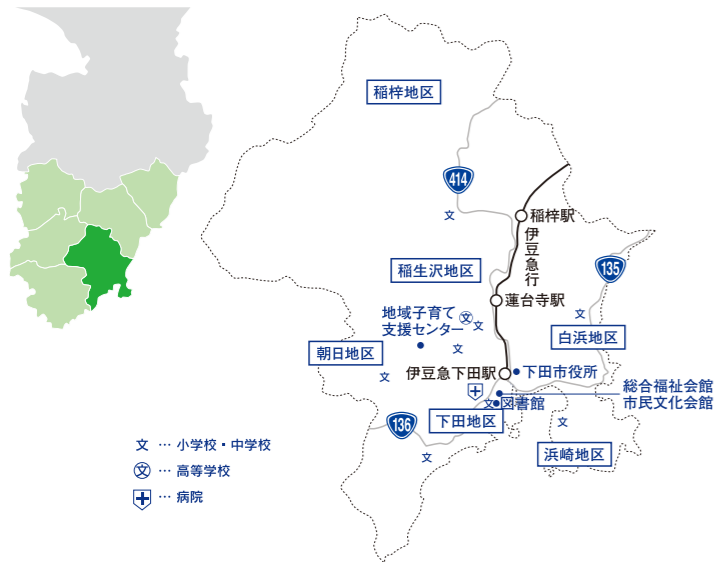 稲梓地区
414
文
稲梓駅
伊豆急行
135
稲生沢地区
蓮台寺駅
地域子育て
支援センター
文
文
文
白浜地区
朝日地区
文
文
伊豆急下田駅
下田市役所
総合福祉会館
市民文化会館
文
図書館
136
下田地区
文
浜崎地区
文
文 … 小学校・中学校
文 … 高等学校
… 病院